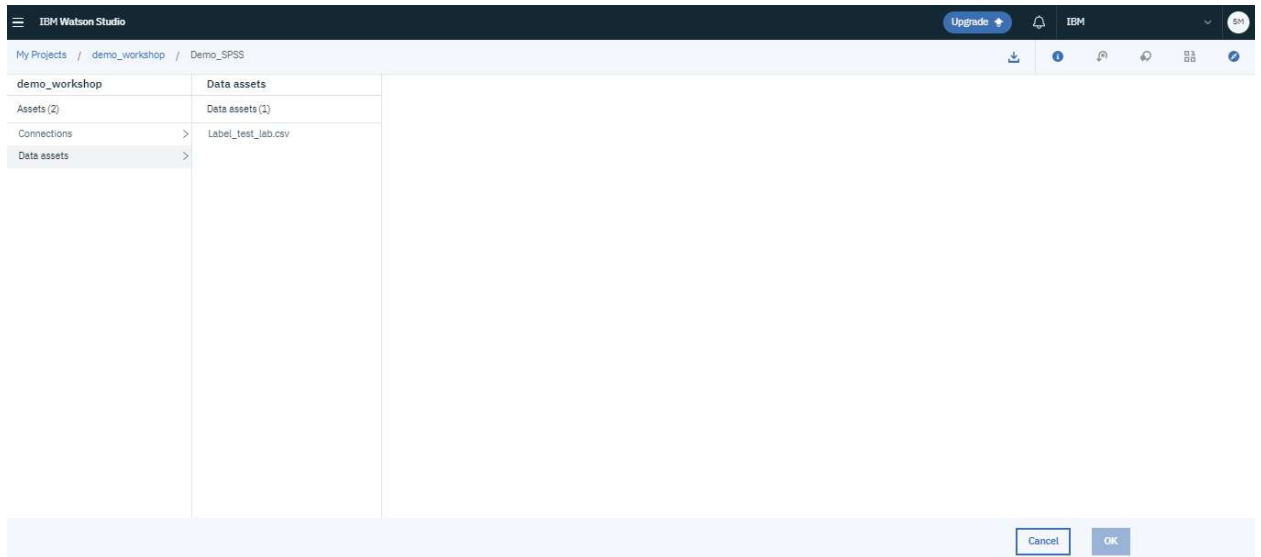 IBM Watson Studio
Upgrade
IBM
SM
My Projects / demo_workshop / Demo_SPSS
demo_workshop
Data assets
Assets (2)
Data assets (1)
Connections
Label_test_lab.csv
Data assets
Cancel
OK